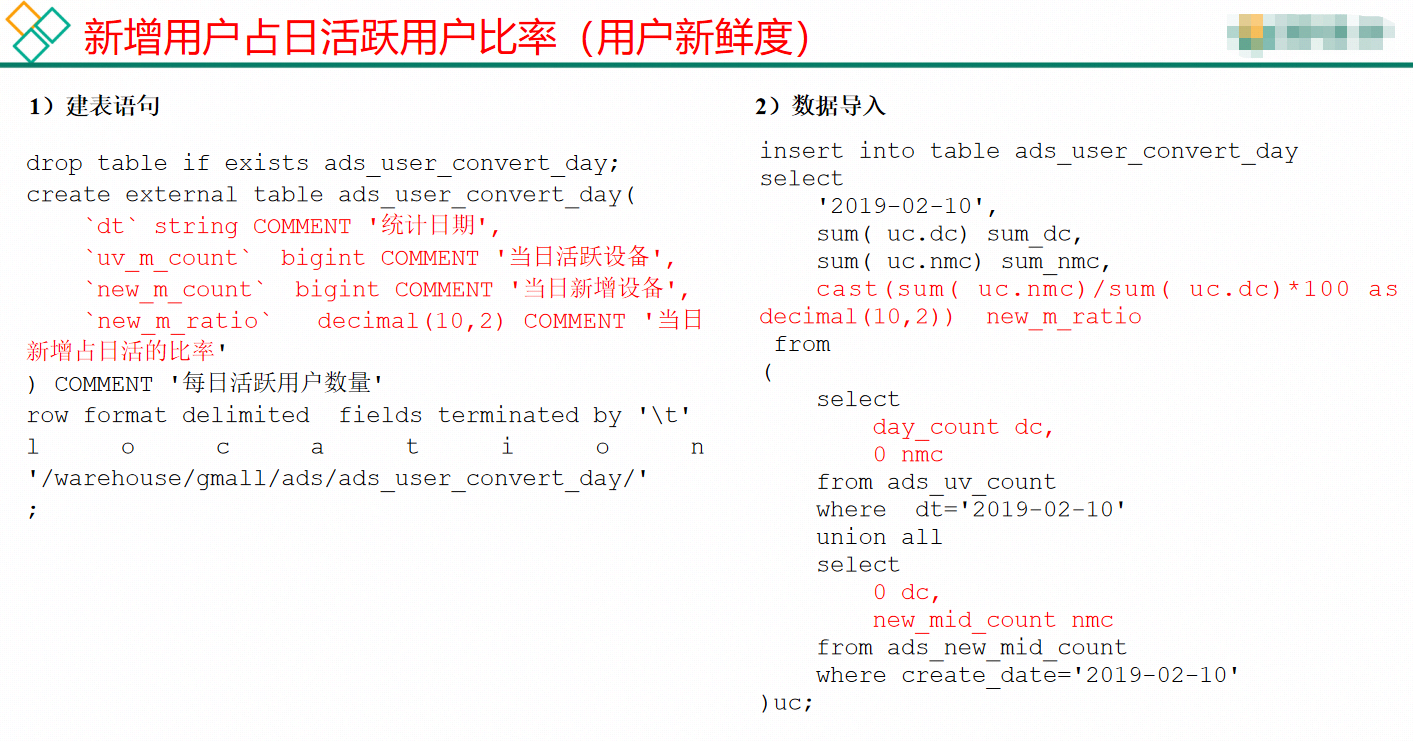 新增用户占日活跃用户比率（用户新鲜度）
1）建表语句
drop table if exists ads_user_convert_day;
create external table ads_user_convert_day(
`dt` string COMMENT '统计日期',
`uv_m_count`  bigint COMMENT '当日活跃设备',
`new_m_count`  bigint COMMENT '当日新增设备',
`new_m_ratio`   decimal(10,2) COMMENT '当日
新增占日活的比率'
) COMMENT '每日活跃用户数量'
row format delimited  fields terminated by '\t'
l o c a t i o n
'/warehouse/gmall/ads/ads_user_convert_day/'
;
2）数据导入
insert into table ads_user_convert_day
select
'2019-02-10',
sum( uc.dc) sum_dc,
sum( uc.nmc) sum_nmc,
cast(sum( uc.nmc)/sum( uc.dc)*100 as
decimal(10,2))  new_m_ratio
from
(
select
day_count dc,
0 nmc
from ads_uv_count
where  dt='2019-02-10'
union all
select
0 dc,
new_mid_count nmc
from ads_new_mid_count
where create_date='2019-02-10'
)uc;